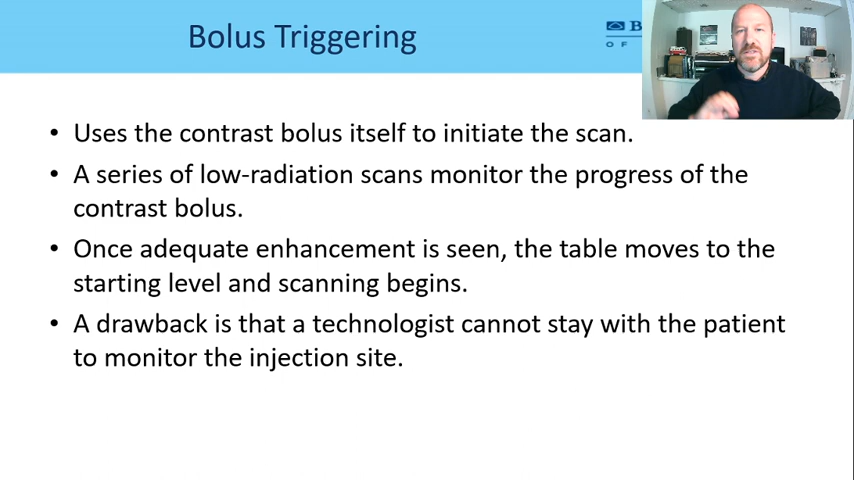 Bolus Triggering
B
OF
• Uses the contrast bolus itself to initiate the scan.
• A series of low-radiation scans monitor the progress of the
contrast bolus.
• Once adequate enhancement is seen, the table moves to the
starting level and scanning begins.
• A drawback is that a technologist cannot stay with the patient
to monitor the injection site.